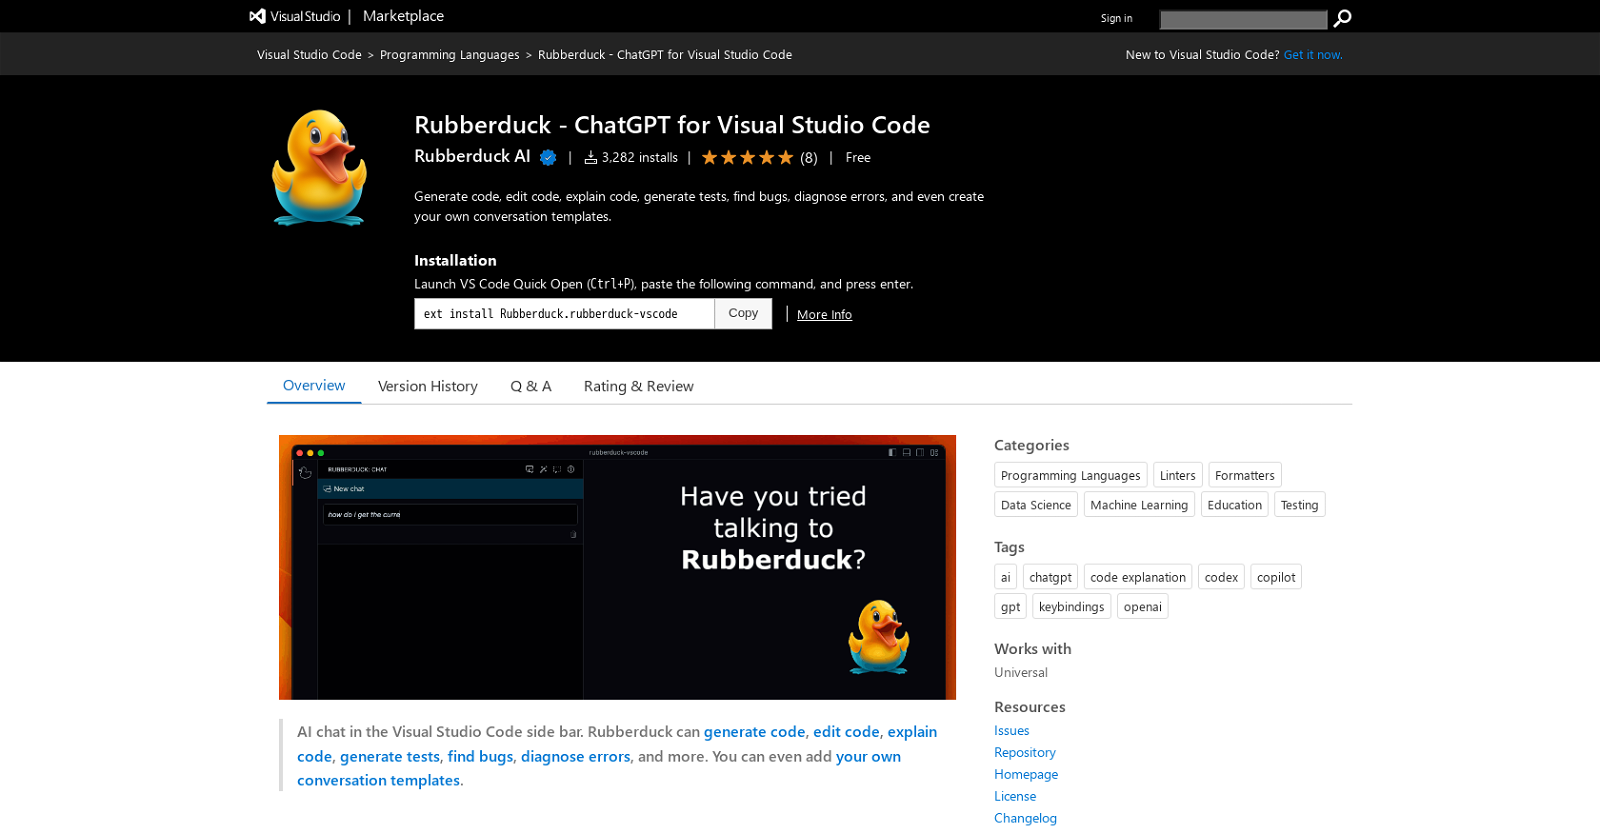 Visual Studio | Marketplace
Sign in
Visual Studio Code > Programming Languages > Rubberduck - ChatGPT for Visual Studio Code
New to Visual Studio Code? Get it now.
Rubberduck - ChatGPT for Visual Studio Code
Rubberduck AI | 3,282 installs | (8) | Free
Generate code, edit code, explain code, generate tests, find bugs, diagnose errors, and even create
your own conversation templates.
Installation
Launch VS Code Quick Open (Ctrl+P), paste the following command, and press enter.
ext install Rubberduck.rubberduck-vscode
Copy
| More Info
Overview
Version History
Q & A
Rating & Review
rubberduck-vscode
RUBBERDUCK: CHAT
New chat
how do i get the curre
Have you tried
talking to
Rubberduck?
AI chat in the Visual Studio Code side bar. Rubberduck can generate code, edit code, explain
code, generate tests, find bugs, diagnose errors, and more. You can even add your own
conversation templates.
Categories
Programming Languages Linters Formatters
Data Science Machine Learning Education Testing
Tags
ai chatgpt code explanation codex copilot
gpt keybindings openai
Works with
Universal
Resources
Issues
Repository
Homepage
License
Changelog